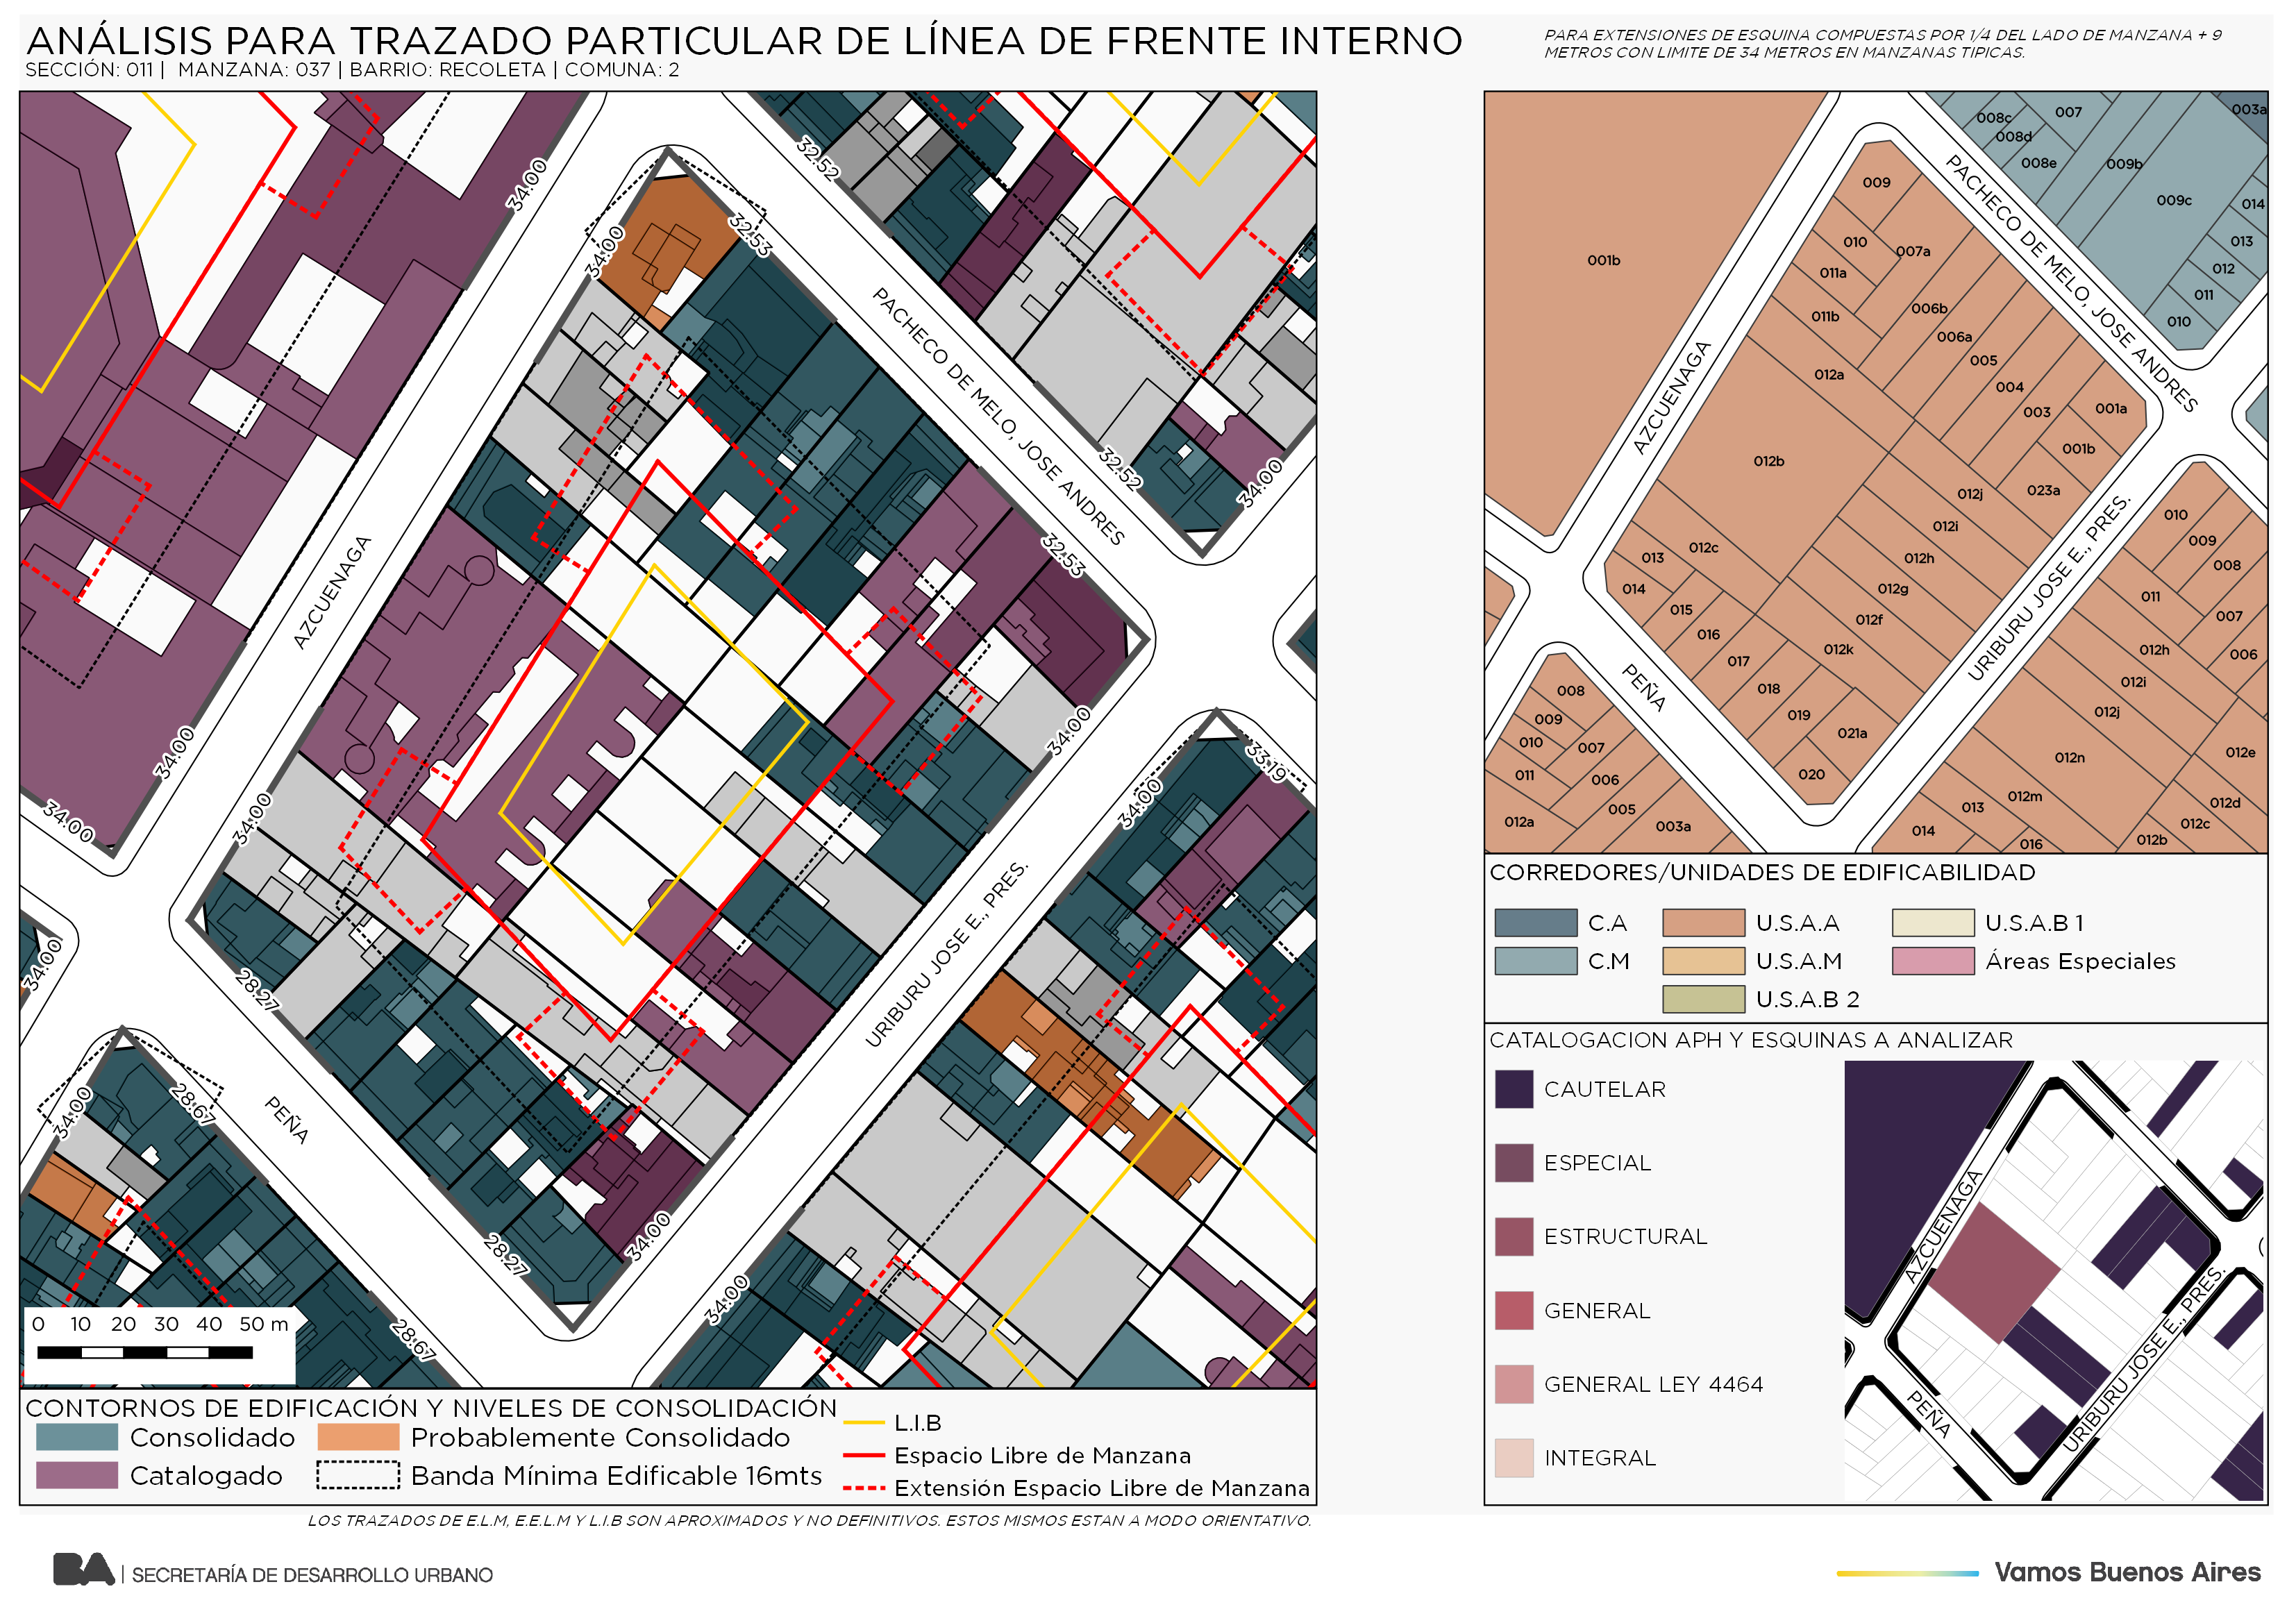 ANÁLISIS PARA TRAZADO PARTICULAR DE LÍNEA DE FRENTE INTERNO
SECCIÓN: 011 | MANZANA: 037 | BARRIO: RECOLETA | COMUNA: 2
PARA EXTENSIONES DE ESQUINA COMPUESTAS POR 1/4 DEL LADO DE MANZANA + 9
METROS CON LIMITE DE 34 METROS EN MANZANAS TIPICAS.
34.00
32.52
34.00
32.53
PACHECO DE MELO, JOSE ANDRES
32.52
34.00
32.53
AZCUENAGA
34.00
34.00
34.00
34.00
34.00
33.19
34.00
28.27
URIBURU JOSE E., PRES.
34.00
28.67
PEÑA
28.27
34.00
34.00
28.67
0 10 20 30 40 50 m
CONTORNOS DE EDIFICACIÓN Y NIVELES DE CONSOLIDACIÓN
Consolidado
Probablemente Consolidado
Catalogado
Banda Mínima Edificable 16mts
L.I.B
Espacio Libre de Manzana
Extensión Espacio Libre de Manzana
LOS TRAZADOS DE E.L.M, E.E.L.M Y L.I.B SON APROXIMADOS Y NO DEFINITIVOS. ESTOS MISMOS ESTAN A MODO ORIENTATIVO.
003a
008c
007
008d
008e
009b
009c
014
013
012
011
010
PACHECO DE MELO, JOSE ANDRES
009
010
007a
011a
001b
011b
006b
006a
005
012a
004
003
001a
001b
AZCUENAGA
012b
023a
012j
012i
012c
013
012h
014
012g
015
012f
016
012k
017
018
019
021a
020
URIBURU JOSE E., PRES.
010
009
008
011
007
012h
006
012i
012j
012n
012e
012m
012d
013
012c
014
016
012b
PEÑA
008
009
010
007
011
006
005
012a
003a
CORREDORES/UNIDADES DE EDIFICABILIDAD
C.A
U.S.A.A
U.S.A.B 1
C.M
U.S.A.M
Áreas Especiales
U.S.A.B 2
CATALOGACION APH Y ESQUINAS A ANALIZAR
CAUTELAR
ESPECIAL
ESTRUCTURAL
GENERAL
GENERAL LEY 4464
INTEGRAL
AZCUENAGA
PEÑA
URIBURU JOSE E., PRES.
BA | SECRETARÍA DE DESARROLLO URBANO
Vamos Buenos Aires